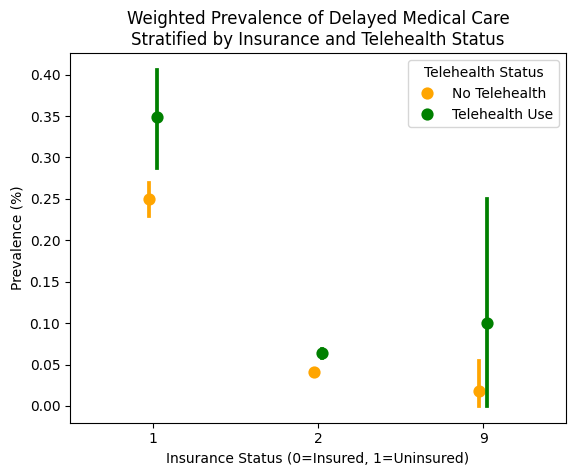 Weighted Prevalence of Delayed Medical Care
Stratified by Insurance and Telehealth Status
Telehealth Status
No Telehealth
Telehealth Use
Prevalence (%)
0.40
0.35
0.30
0.25
0.20
0.15
0.10
0.05
0.00
1 2 9
Insurance Status (0=Insured, 1=Uninsured)